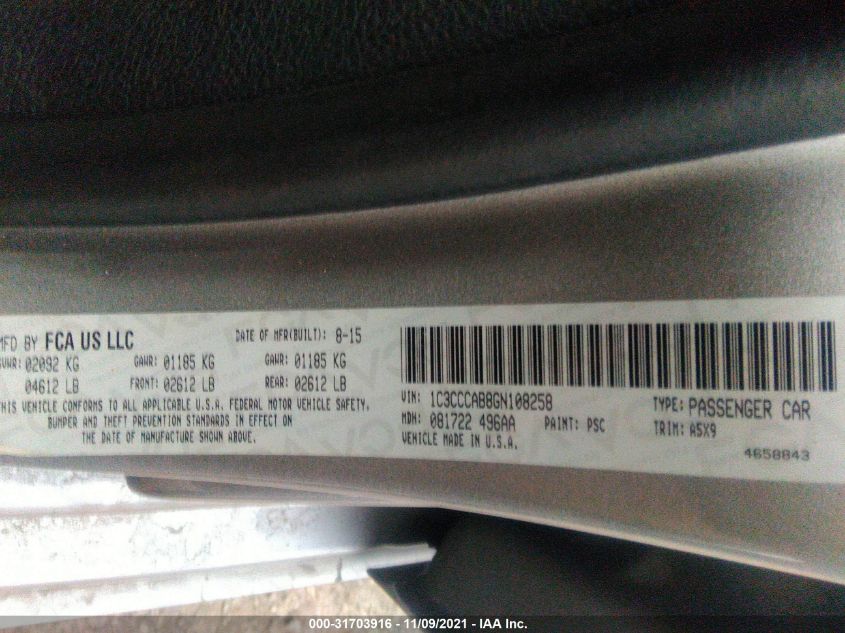 MFD BY FCA US LLC DATE OF MFR(BUILT): 8-15
GVWR: 02092 KG GAWR: 01185 KG GAWR: 01185 KG
04612 LB FRONT: 02612 LB REAR: 02612 LB
THIS VEHICLE CONFORMS TO ALL APPLICABLE U.S.A. FEDERAL MOTOR VEHICLE SAFETY,
BUMPER AND THEFT PREVENTION STANDARDS IN EFFECT ON
THE DATE OF MANUFACTURE SHOWN ABOVE.
VIN: 1C3CCCAB8GN108258 TYPE: PASSENGER CAR
MDH: 081722 496AA PAINT: PSC TRIM: A5X9
VEHICLE MADE IN U.S.A.
4658843
000-31703916 - 11/09/2021 - IAA Inc.